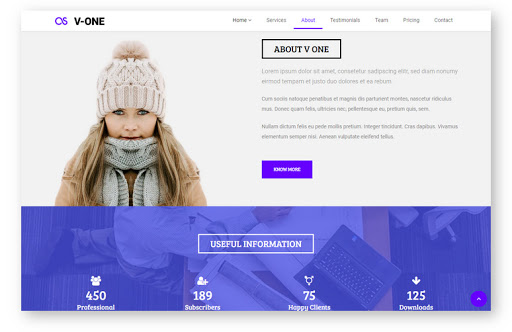 V-ONE
Home Services About Testimonials Team Pricing Contact
ABOUT V ONE
Lorem ipsum dolor sit amet, consetetur sadipscing elitr, sed diam nonumy
eirmod tempor invidunt ut labore et dolores et ea rebum.
Cum sociis natoque penatibus et magnis dis parturient montes, nascetur ridiculus
mus. Donec quam felis, ultricies nec, pellentesque eu, pretium quis, sem.
Nullam dictum felis eu pede mollis pretium. Integer tincidunt. Cras dapibus. Vivamus
elementum semper nisi. Aenean vulputate eleifend tellus.
KNOW MORE
USEFUL INFORMATION
450 189 75 125
Professional Subscribers Happy Clients Downloads